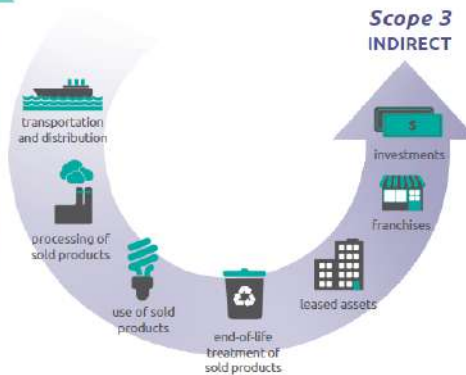 Scope 3
INDIRECT
transportation
and distribution
processing of
sold products
use of sold
products
end-of-life
treatment of
sold products
leased assets
franchises
investments
$